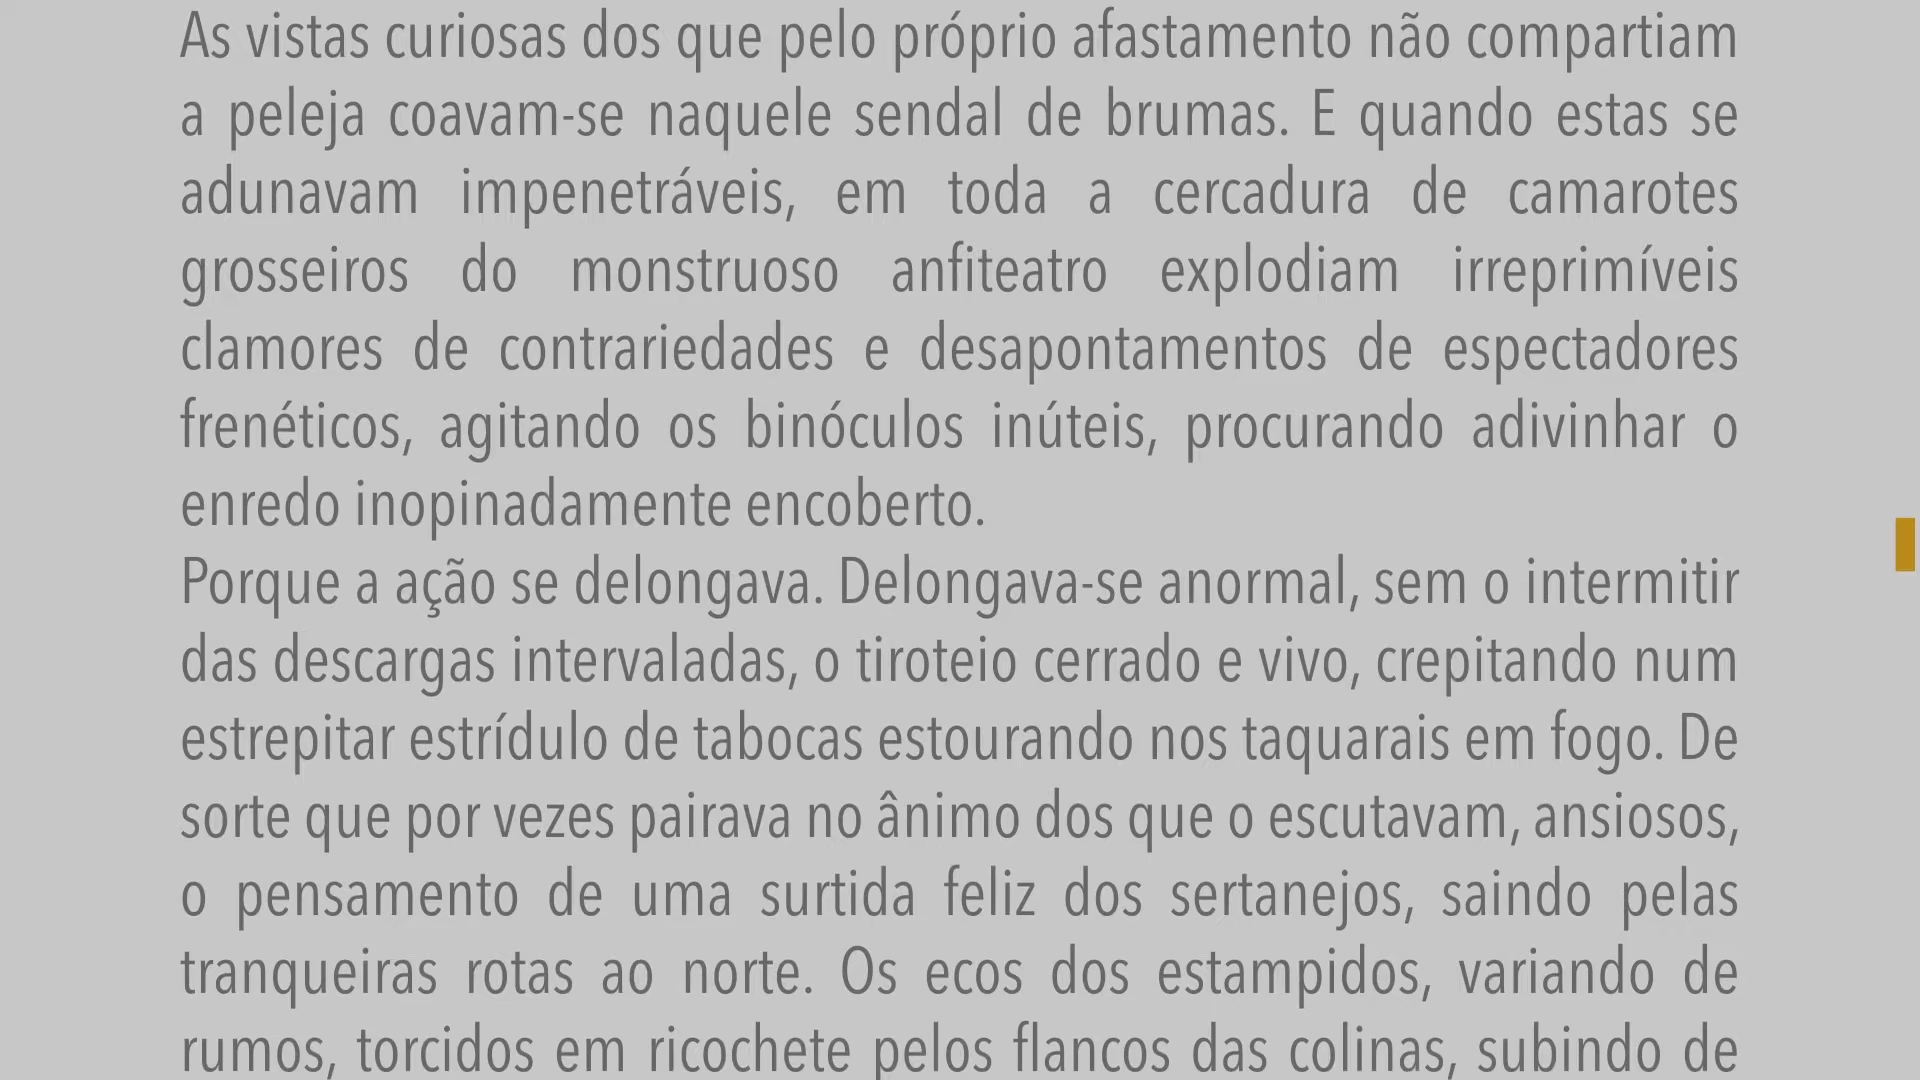 As vistas curiosas dos que pelo próprio afastamento não compartiam
a peleja coavam-se naquele sendal de brumas. E quando estas se
adunavam impenetráveis, em toda a cercadura de camarotes
grosseiros do monstruoso anfiteatro explodiam irreprimíveis
clamores de contrariedades e desapontamentos de espectadores
frenéticos, agitando os binóculos inúteis, procurando adivinhar o
enredo inopinadamente encoberto.
Porque a ação se delongava. Delongava-se anormal, sem o intermitir
das descargas intervaladas, o tiroteio cerrado e vivo, crepitando num
estrepitar estrídulo de tabocas estourando nos taquarais em fogo. De
sorte que por vezes pairava no ânimo dos que o escutavam, ansiosos,
o pensamento de uma surtida feliz dos sertanejos, saindo pelas
tranqueiras rotas ao norte. Os ecos dos estampidos, variando de
rumos, torcidos em ricochete pelos flancos das colinas, subindo de